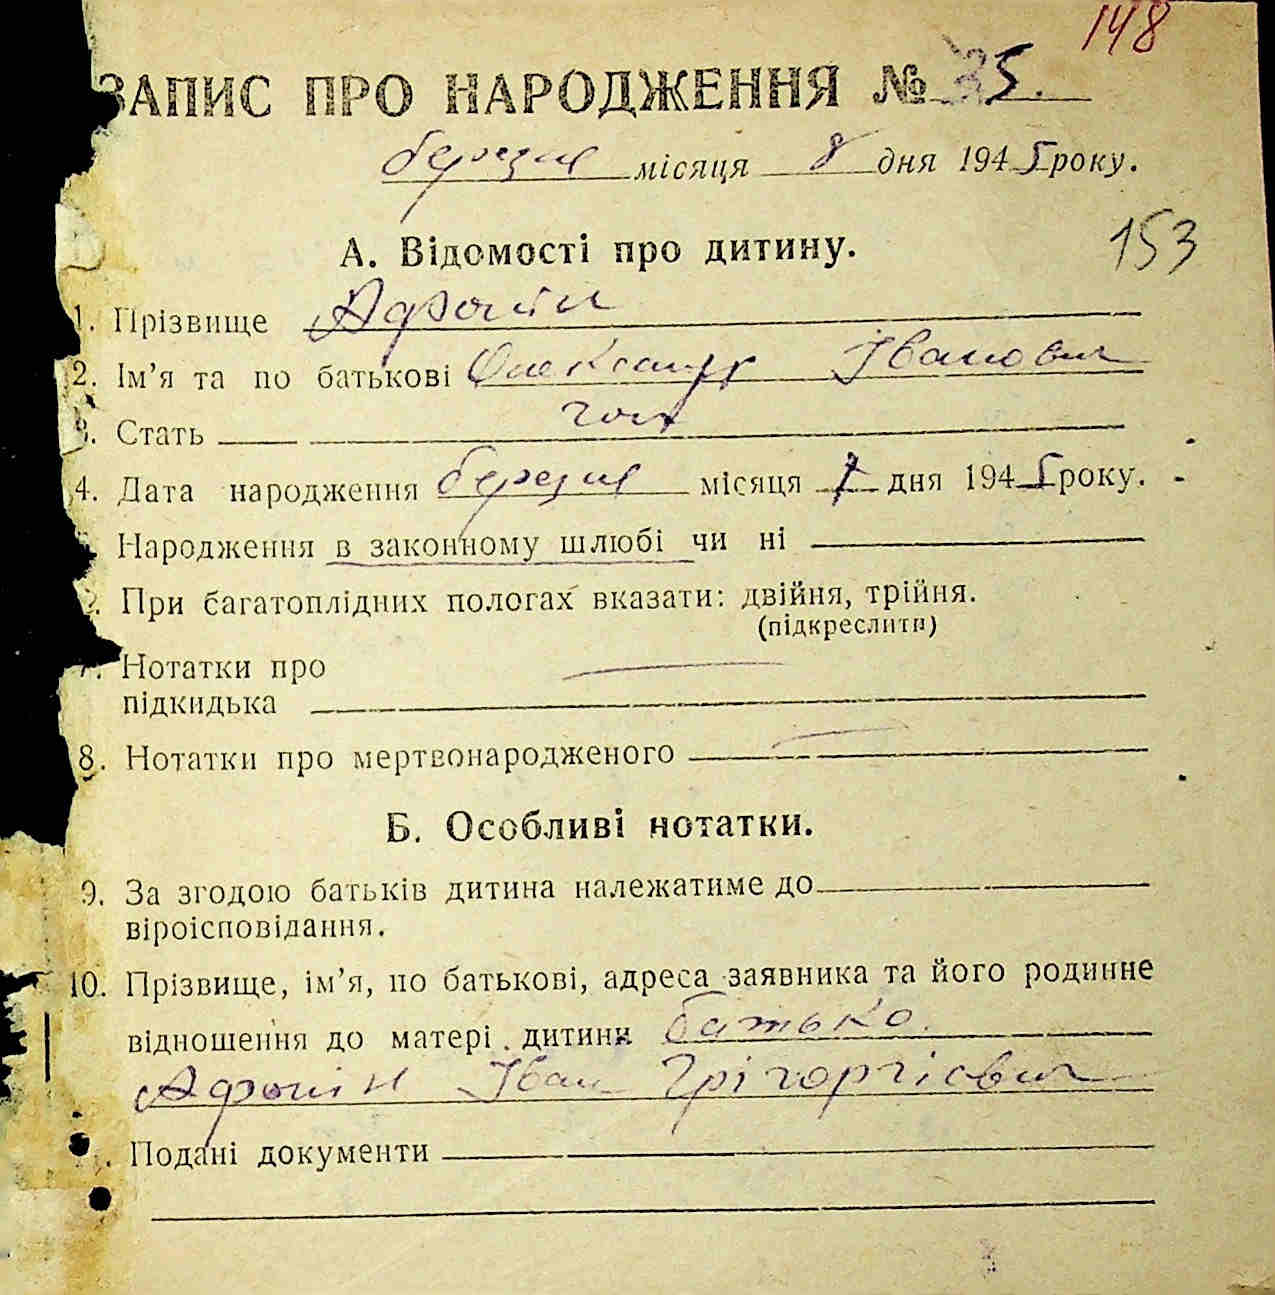 148
ЗАПИС ПРО НАРОДЖЕННЯ № 35.
березня місяця 8 дня 1945 року.
153
А. Відомості про дитину.
1. Прізвище Афонін
2. Ім’я та по батькові Олександр Іванович
3. Стать чол
4. Дата народження березня місяця 7 дня 1945 року.
Народження в законному шлюбі чи ні
При багатоплідних пологах вказати: двійня, трійня.
(підкреслити)
7. Нотатки про
підкидька
8. Нотатки про мертвонародженого
Б. Особливі нотатки.
9. За згодою батьків дитина належатиме до
віроісповідання.
10. Прізвище, ім’я, по батькові, адреса заявника та його родинне
відношення до матері дитини батько.
Афонін Іван
Подані документи